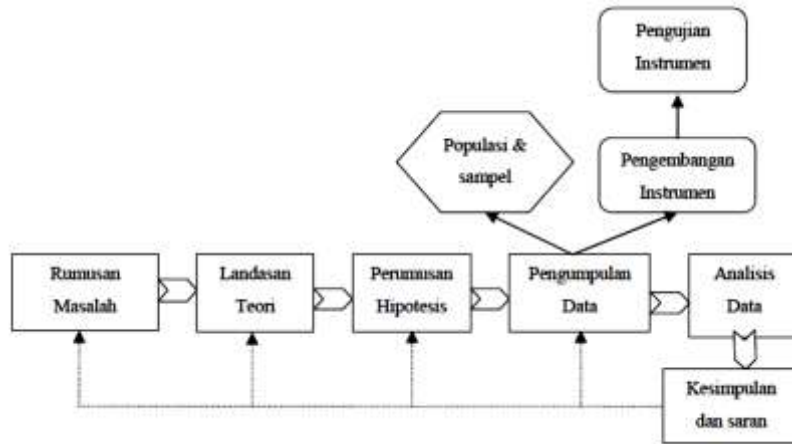 Pengujian
Instrumen
Populasi &
sampel
Pengembangan
Instrumen
Rumusan
Masalah
Landasan
Teori
Perumusan
Hipotesis
Pengumpulan
Data
Analisis
Data
Kesimpulan
dan saran